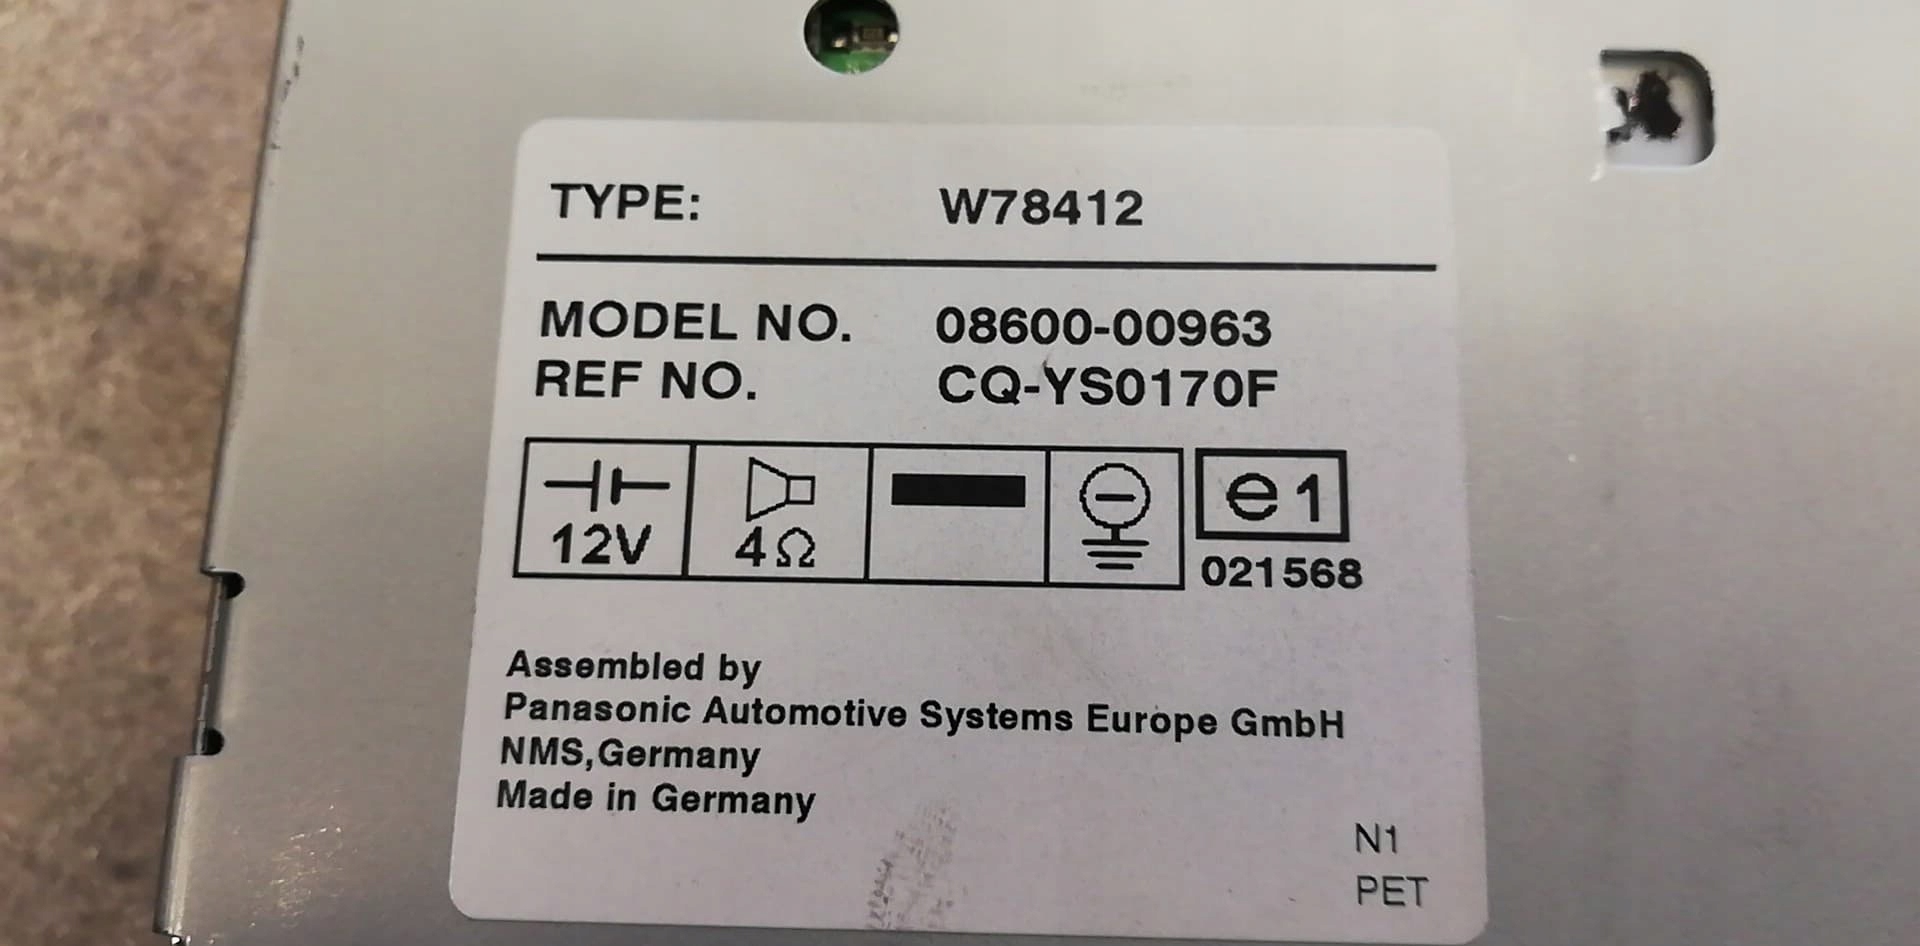 TYPE: W78412
MODEL NO. 08600-00963
REF NO. CQ-YS0170F
12V 4Ω e1
021568
Assembled by
Panasonic Automotive Systems Europe GmbH
NMS,Germany
Made in Germany
N1
PET